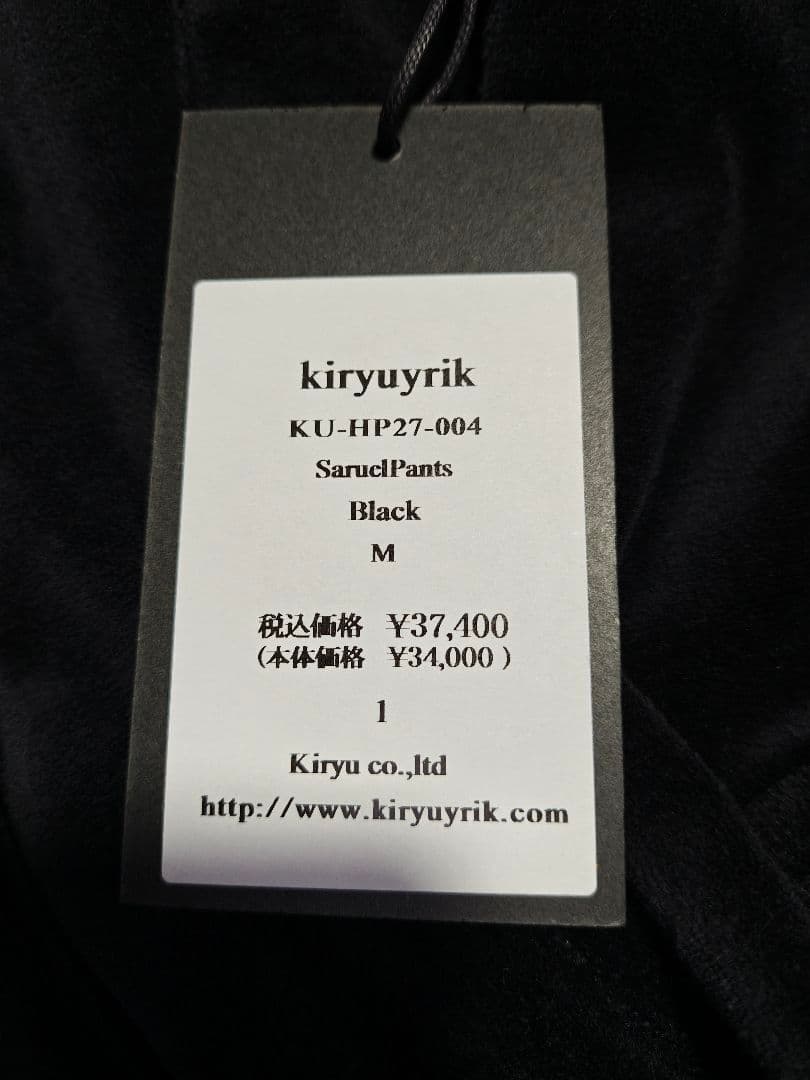 kiryuyrik
KU-HP27-004
SaruelPants
Black
M
税込価格 ¥37,400
(本体価格 ¥34,000 )
1
Kiryu co.,ltd
http://www.kiryuyrik.com